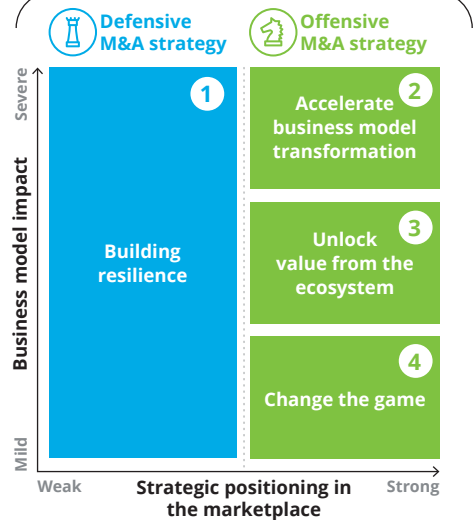 Defensive
M&A strategy
Offensive
M&A strategy
Severe
Business model impact
Mild
1
Building
resilience
2
Accelerate
business model
transformation
3
Unlock
value from the
ecosystem
4
Change the game
Weak
Strategic positioning in
the marketplace
Strong